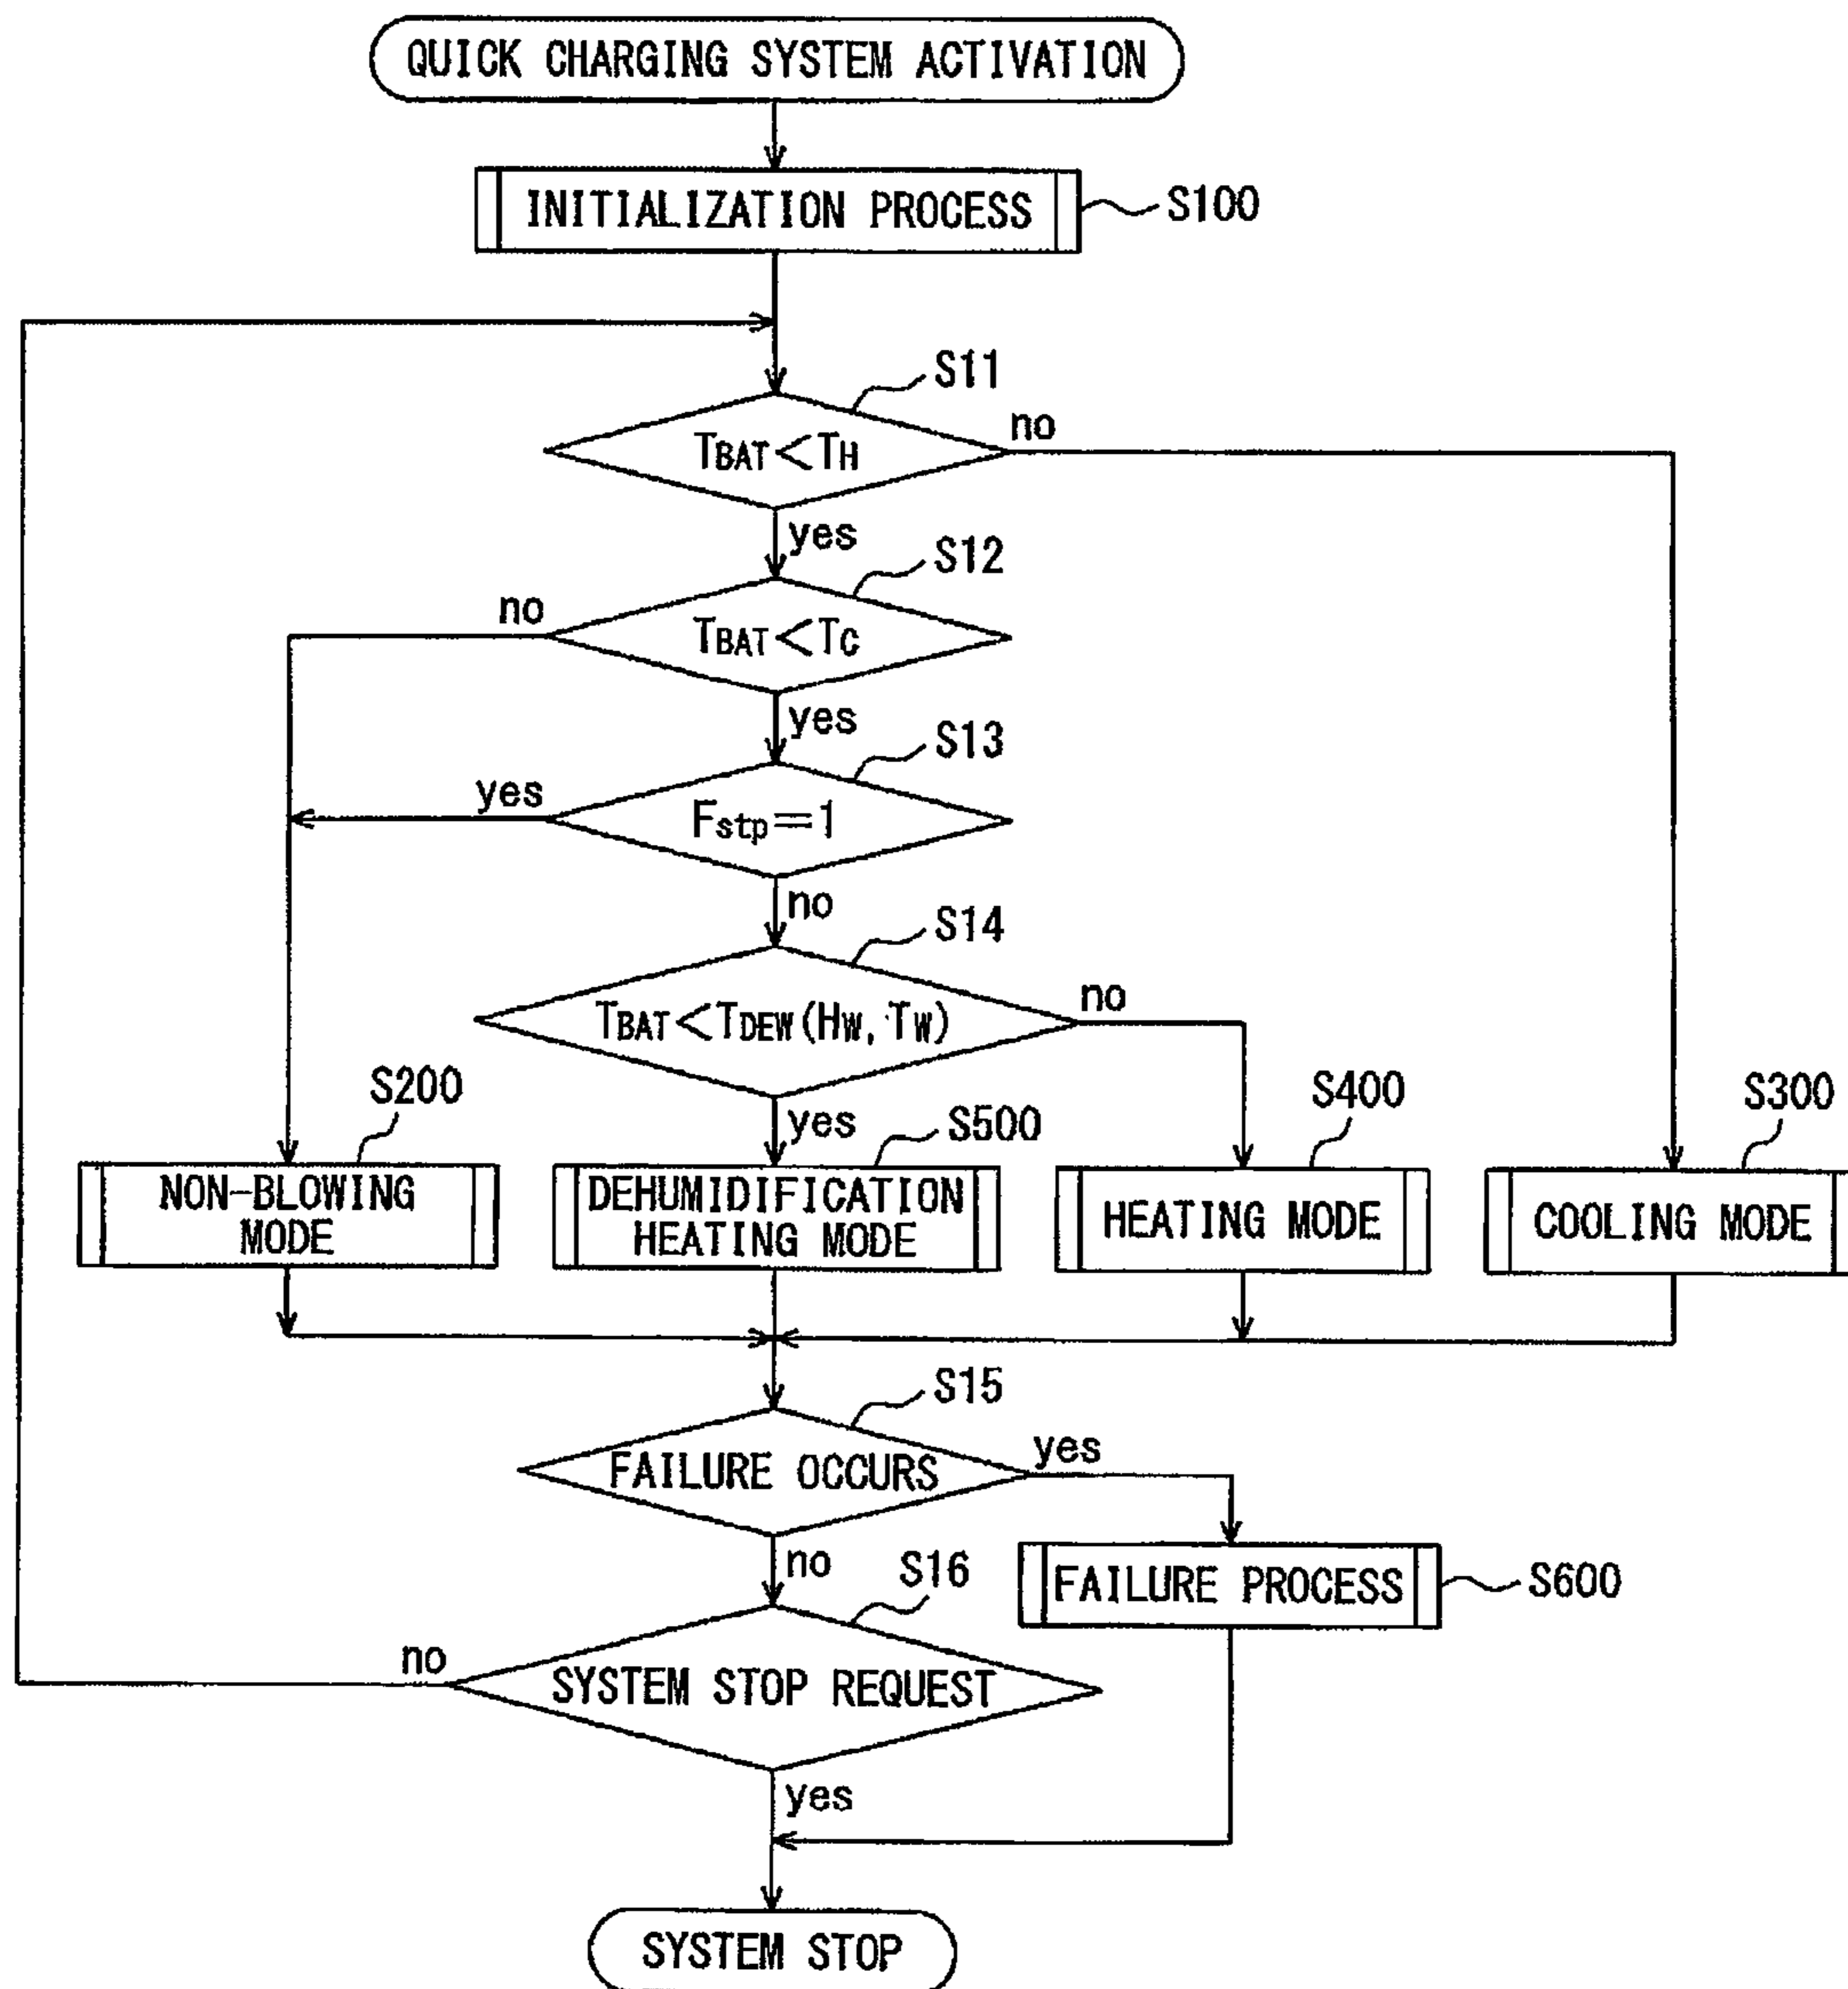 QUICK CHARGING SYSTEM ACTIVATION
INITIALIZATION PROCESS
S100
S11
TBAT<TH
no
yes
S12
no
TBAT<TC
yes
S13
yes
Fstp=1
no
S14
TBAT<TDEW(HW, TW)
no
yes
S200
NON-BLOWING
MODE
S500
DEHUMIDIFICATION
HEATING MODE
S400
HEATING MODE
S300
COOLING MODE
S15
FAILURE OCCURS
yes
no
FAILURE PROCESS
S600
S16
no
SYSTEM STOP REQUEST
yes
SYSTEM STOP